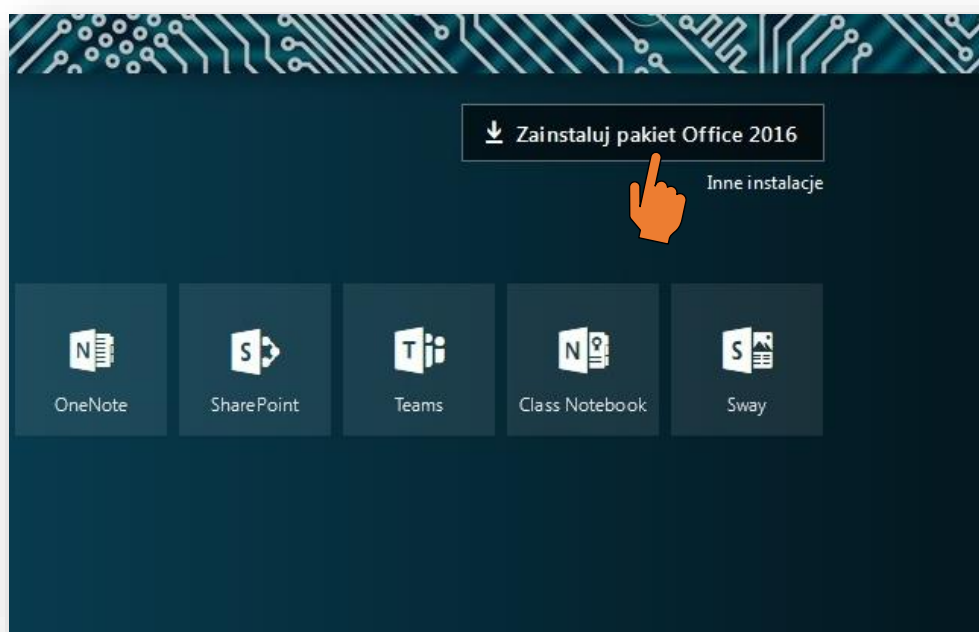 Zainstaluj pakiet Office 2016
Inne instalacje
N
S
T
N
S
OneNote
SharePoint
Teams
Class Notebook
Sway